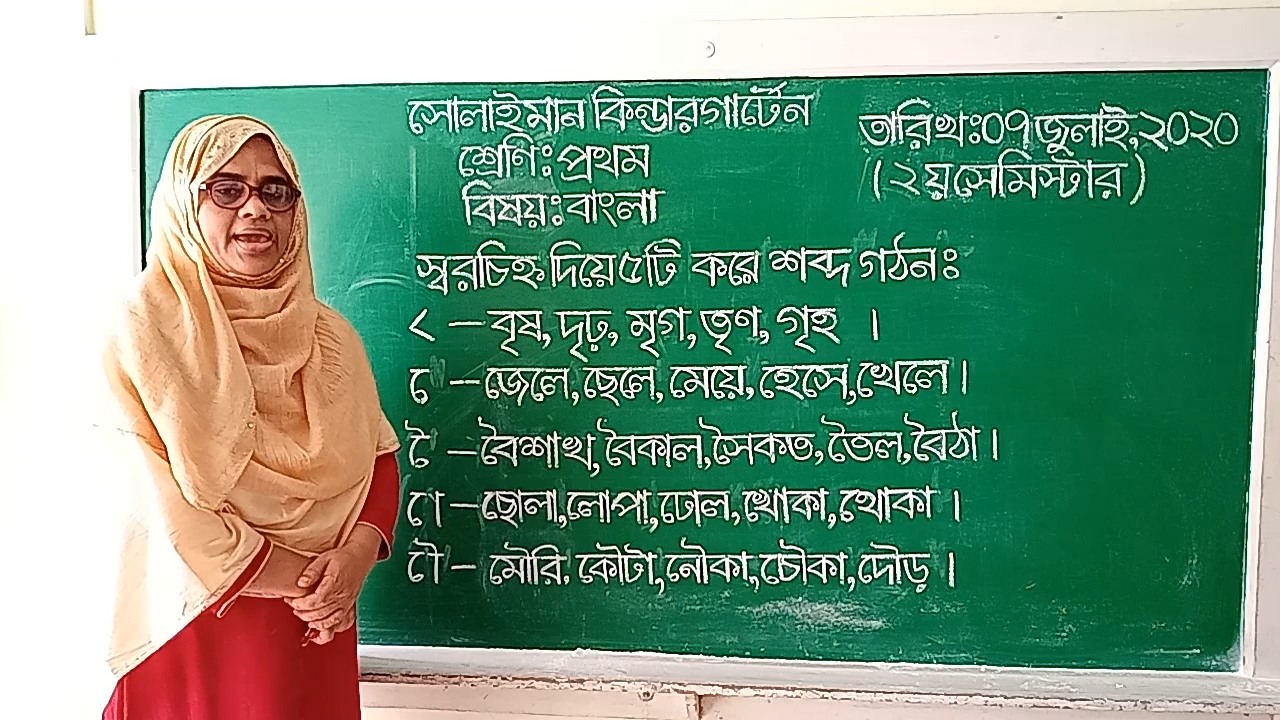 সোলাইমান কিন্ডারগার্টেন
শ্রেণি: প্রথম
বিষয়: বাংলা
তারিখ: ০৭ জুলাই, ২০২০
(২য় সেমিস্টার)
স্বরচিহ্ন দিয়ে ৫টি করে শব্দ গঠন:
ৃ – বৃষ, দৃঢ়, মৃগ, তৃণ, গৃহ ।
ে – জেলে, ছেলে, মেয়ে, হেসে, খেলে।
ৈ – বৈশাখ, বৈকাল, সৈকত, তৈল, বৈঠা।
ো – ছোলা, লোপা, ঢোল, খোকা, থোকা ।
ৌ – মৌরি, কৌটা, নৌকা, চৌকা, দৌড় ।